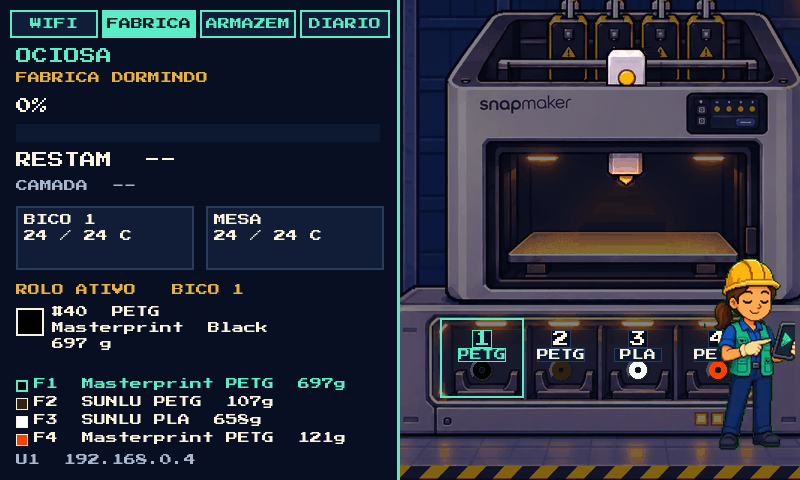 WIFI FABRICA ARMAZEM DIARIO
OCIOSA
FABRICA DORMINDO
0%
RESTAM --
CAMADA --
BICO 1 MESA
24 / 24 C 24 / 24 C
ROLO ATIVO BICO 1
#40 PETG
Masterprint Black
697 g
F1 Masterprint PETG 697g
F2 SUNLU PETG 107g
F3 SUNLU PLA 658g
F4 Masterprint PETG 121g
U1 192.168.0.4
snapmaker
1 2 3 4
PETG PETG PLA